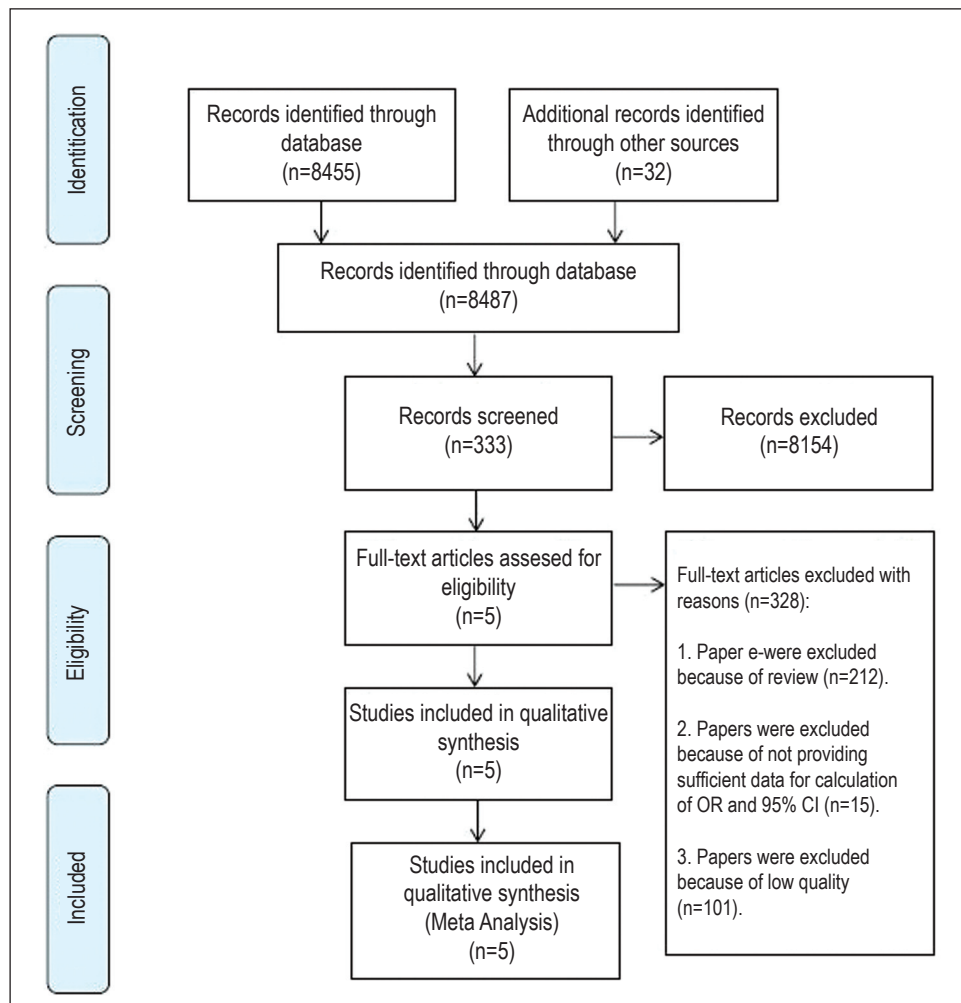 Identitication
Records identified through
database
(n=8455)
Additional records identified
through other sources
(n=32)
Records identified through database
(n=8487)
Screening
Records screened
(n=333)
Records excluded
(n=8154)
Eligibility
Full-text articles assesed for
eligibility
(n=5)
Full-text articles excluded with
reasons (n=328):
1. Paper e-were excluded
because of review (n=212).
2. Papers were excluded
because of not providing
sufficient data for calculation
of OR and 95% CI (n=15).
3. Papers were excluded
because of low quality
(n=101).
Studies included in qualitative
synthesis
(n=5)
Included
Studies included in
qualitative synthesis
(Meta Analysis)
(n=5)